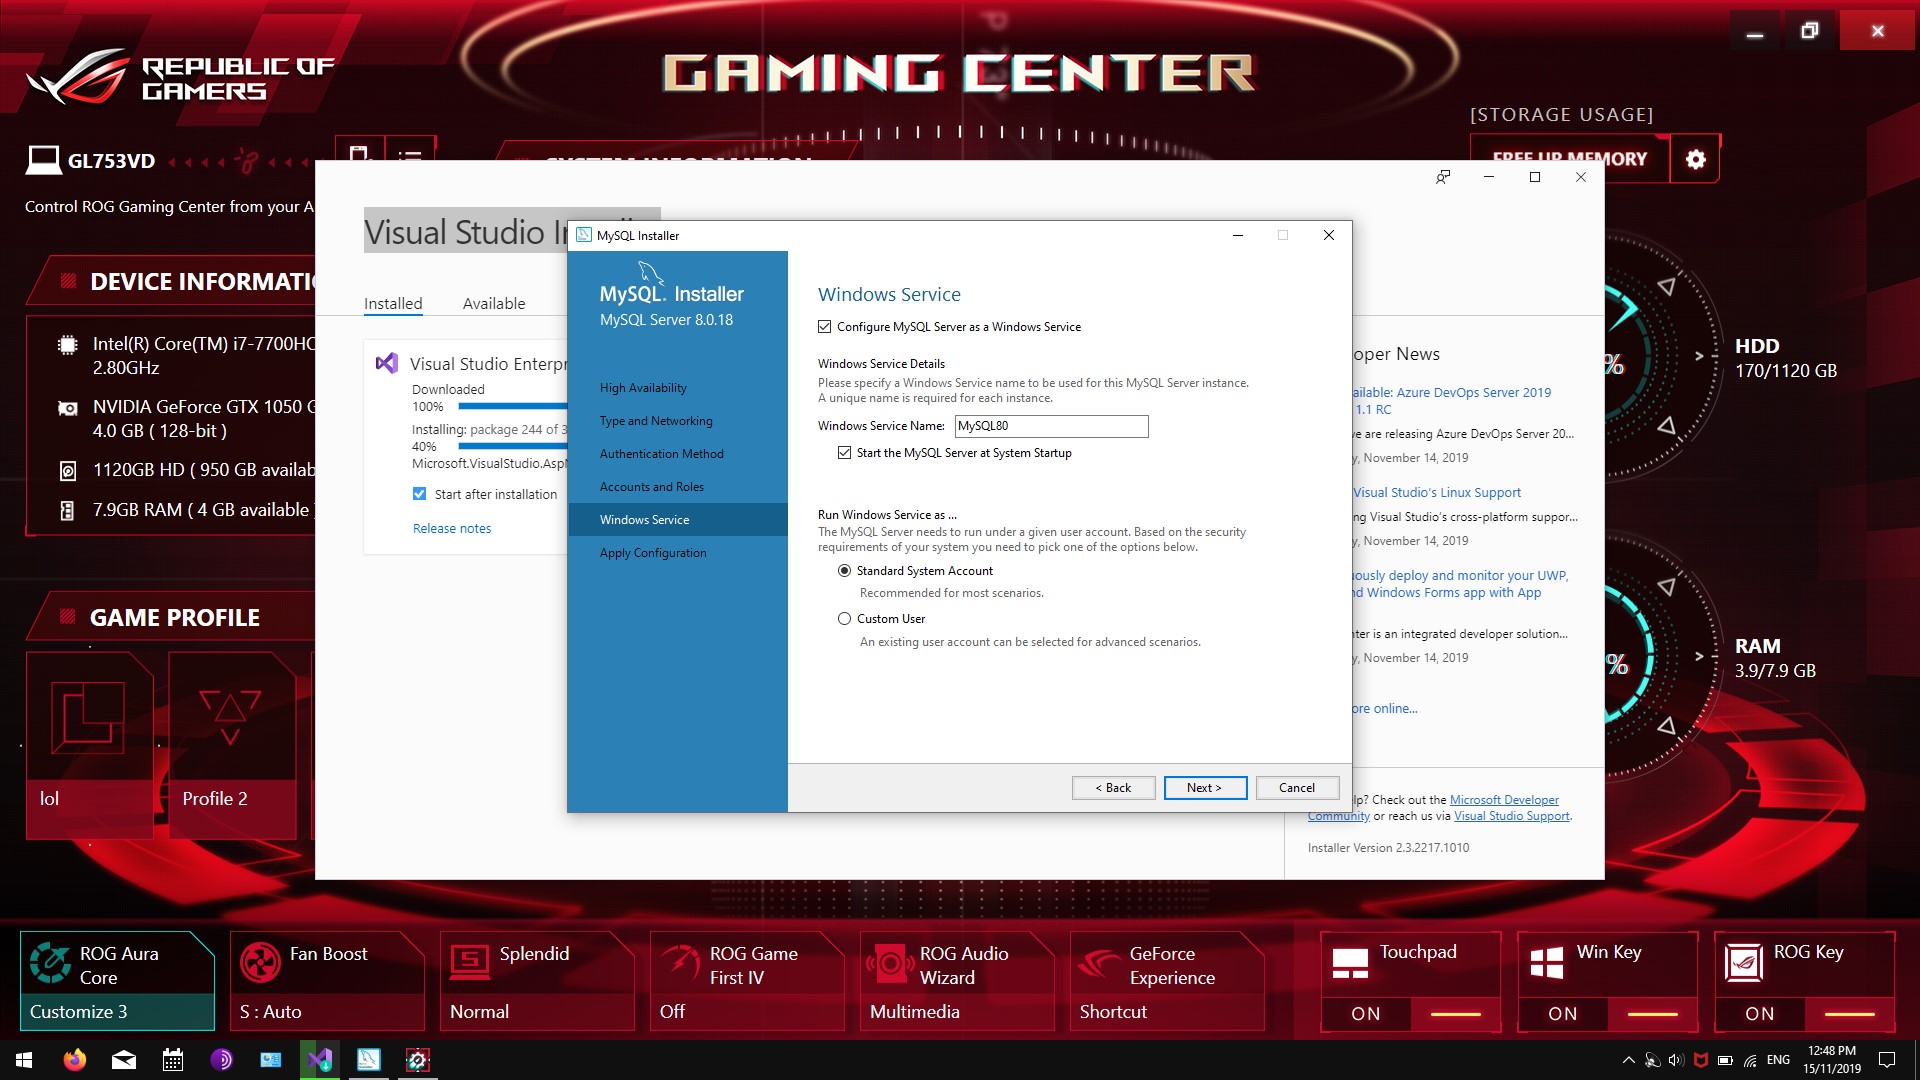 REPUBLIC OF
GAMERS
GAMING CENTER
[STORAGE USAGE]
FREE UP MEMORY
GL753VD
SYSTEM INFORMATION
Control ROG Gaming Center from your A
DEVICE INFORMATI
Intel(R) Core(TM) i7-7700HC
2.80GHz
NVIDIA GeForce GTX 1050 G
4.0 GB ( 128-bit )
1120GB HD ( 950 GB availab
7.9GB RAM ( 4 GB available
GAME PROFILE
lol
Profile 2
HDD
170/1120 GB
%
RAM
3.9/7.9 GB
%
Visual Studio In
Installed
Available
Visual Studio Enterpr
Downloaded
100%
Installing: package 244 of 3
40%
Microsoft.VisualStudio.AspN
Start after installation
Release notes
oper News
ailable: Azure DevOps Server 2019
1.1 RC
we are releasing Azure DevOps Server 20...
y, November 14, 2019
Visual Studio's Linux Support
ng Visual Studio's cross-platform suppor...
y, November 14, 2019
uously deploy and monitor your UWP,
nd Windows Forms app with App
nter is an integrated developer solution...
y, November 14, 2019
ore online...
lp? Check out the Microsoft Developer
Community or reach us via Visual Studio Support.
Installer Version 2.3.2217.1010
MySQL Installer
MySQL. Installer
MySQL Server 8.0.18
High Availability
Type and Networking
Authentication Method
Accounts and Roles
Windows Service
Apply Configuration
Windows Service
Configure MySQL Server as a Windows Service
Windows Service Details
Please specify a Windows Service name to be used for this MySQL Server instance.
A unique name is required for each instance.
Windows Service Name: MySQL80
Start the MySQL Server at System Startup
Run Windows Service as ...
The MySQL Server needs to run under a given user account. Based on the security
requirements of your system you need to pick one of the options below.
Standard System Account
Recommended for most scenarios.
Custom User
An existing user account can be selected for advanced scenarios.
< Back
Next >
Cancel
ROG Aura
Core
Customize 3
Fan Boost
S : Auto
Splendid
Normal
ROG Game
First IV
Off
ROG Audio
Wizard
Multimedia
GeForce
Experience
Shortcut
Touchpad
ON
Win Key
ON
ROG Key
ON
ENG
12:48 PM
15/11/2019